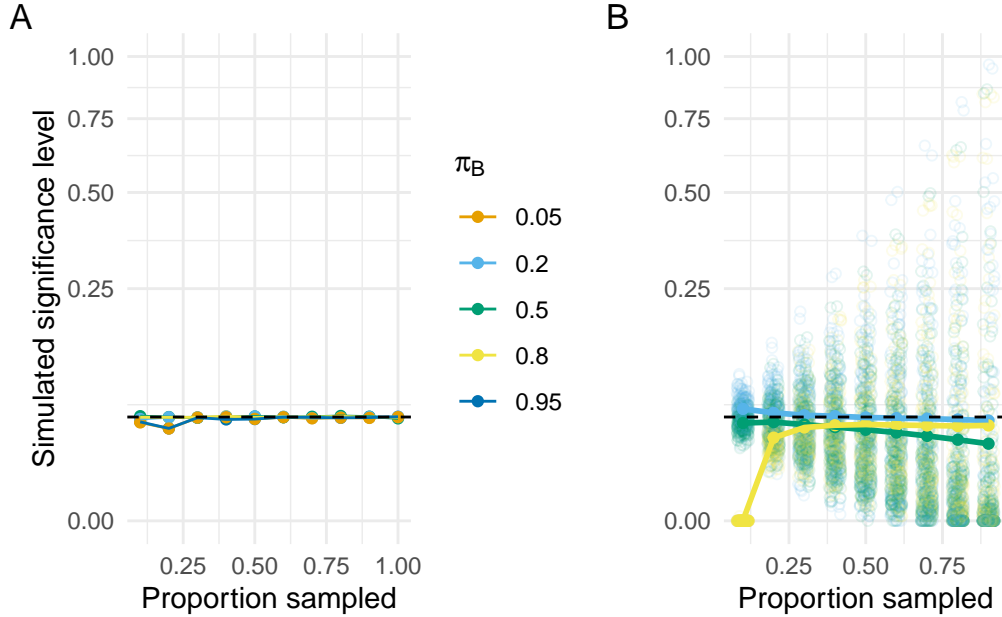 A
Simulated significance level
1.00
0.75
0.50
0.25
0.00
0.25 0.50 0.75 1.00
Proportion sampled
πB
0.05
0.2
0.5
0.8
0.95
B
1.00
0.75
0.50
0.25
0.00
0.25 0.50 0.75
Proportion sampled